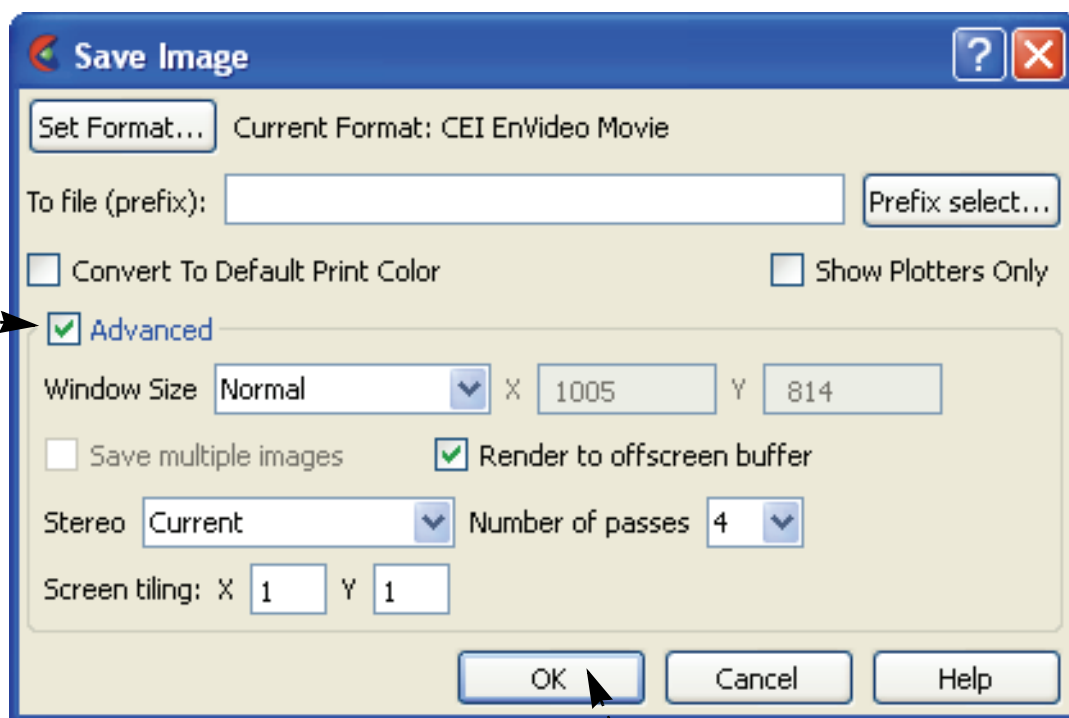 Save Image
?
Set Format... Current Format: CEI EnVideo Movie
To file (prefix): Prefix select...
Convert To Default Print Color Show Plotters Only
Advanced
Window Size Normal X 1005 Y 814
Save multiple images Render to offscreen buffer
Stereo Current Number of passes 4
Screen tiling: X 1 Y 1
OK Cancel Help